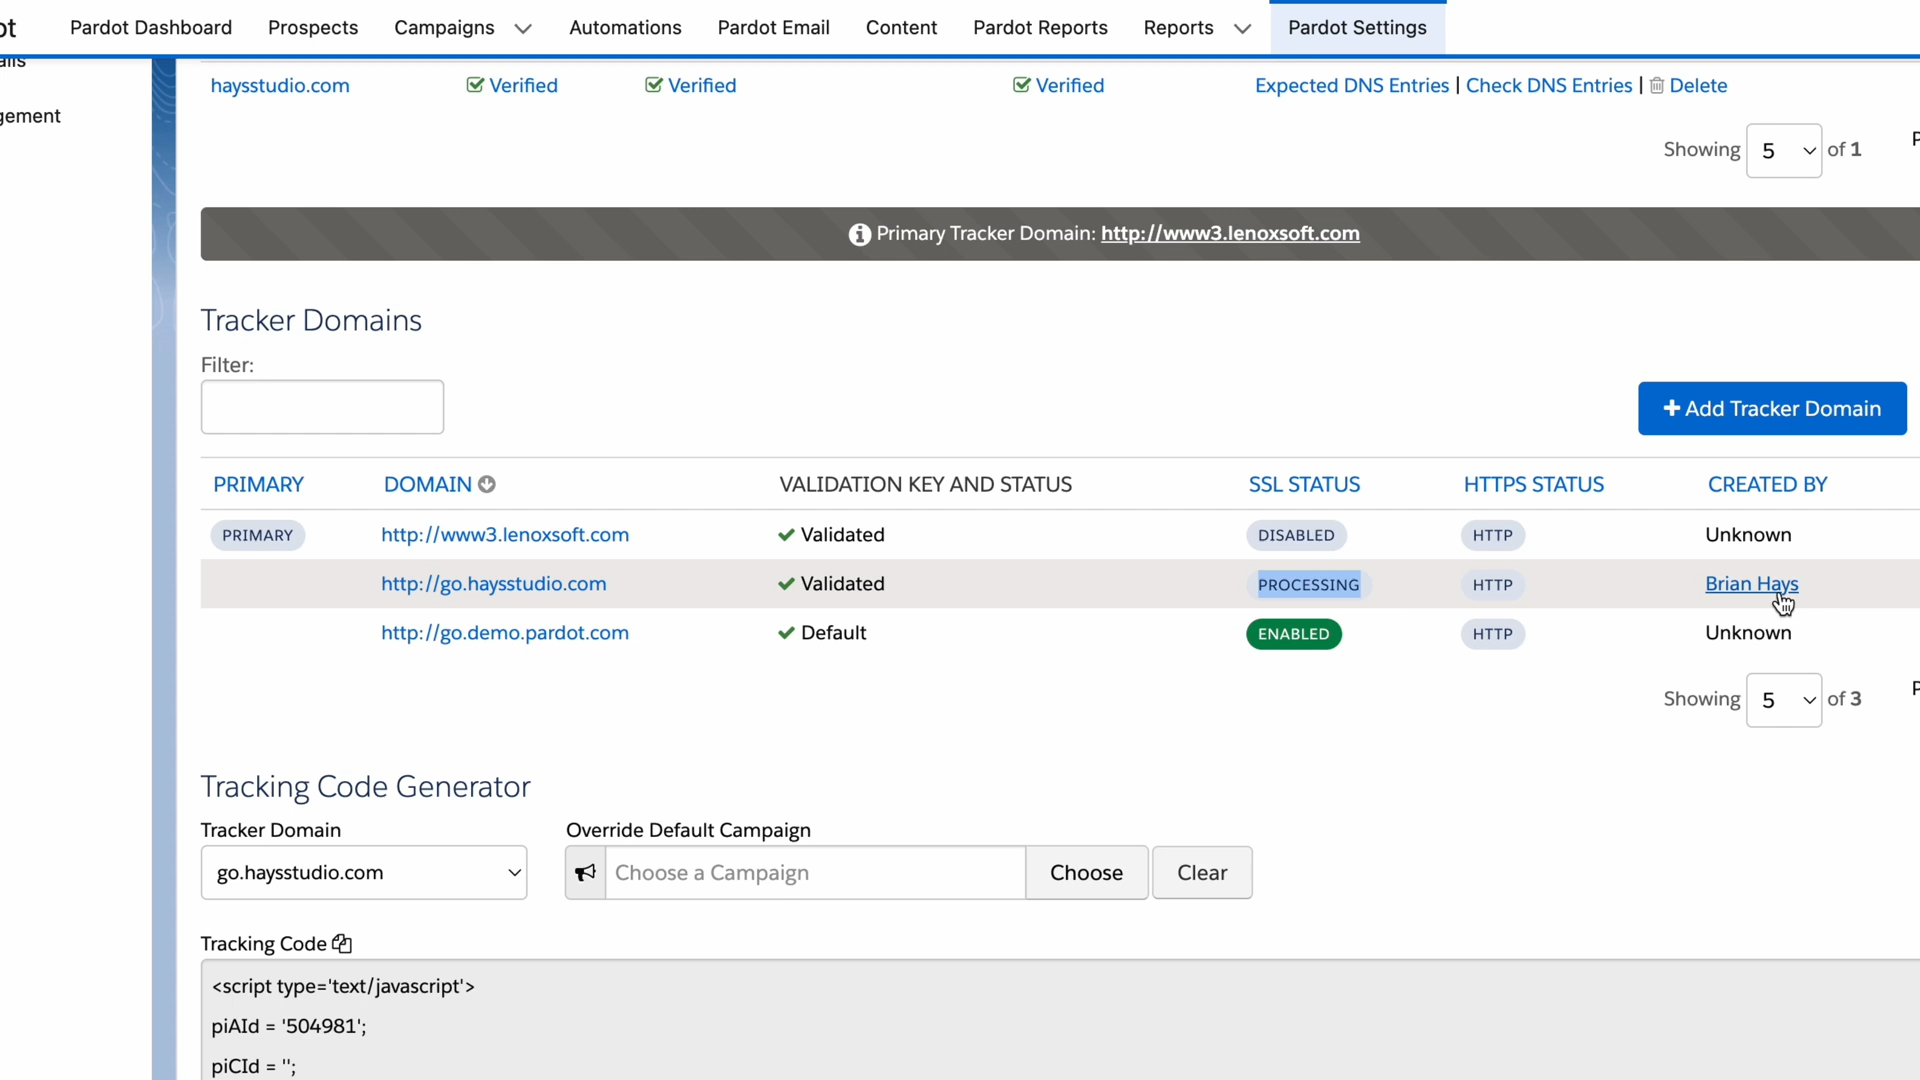 ot Pardot Dashboard Prospects Campaigns Automations Pardot Email Content Pardot Reports Reports Pardot Settings
gement
haysstudio.com Verified Verified Verified Expected DNS Entries | Check DNS Entries | Delete
Showing 5 of 1
Primary Tracker Domain: http://www3.lenoxsoft.com
Tracker Domains
Filter:
+ Add Tracker Domain
PRIMARY DOMAIN VALIDATION KEY AND STATUS SSL STATUS HTTPS STATUS CREATED BY
PRIMARY http://www3.lenoxsoft.com Validated DISABLED HTTP Unknown
http://go.haysstudio.com Validated PROCESSING HTTP Brian Hays
http://go.demo.pardot.com Default ENABLED HTTP Unknown
Showing 5 of 3
Tracking Code Generator
Tracker Domain Override Default Campaign
go.haysstudio.com Choose a Campaign Choose Clear
Tracking Code
<script type='text/javascript'>
piAId = '504981';
piCId = '';